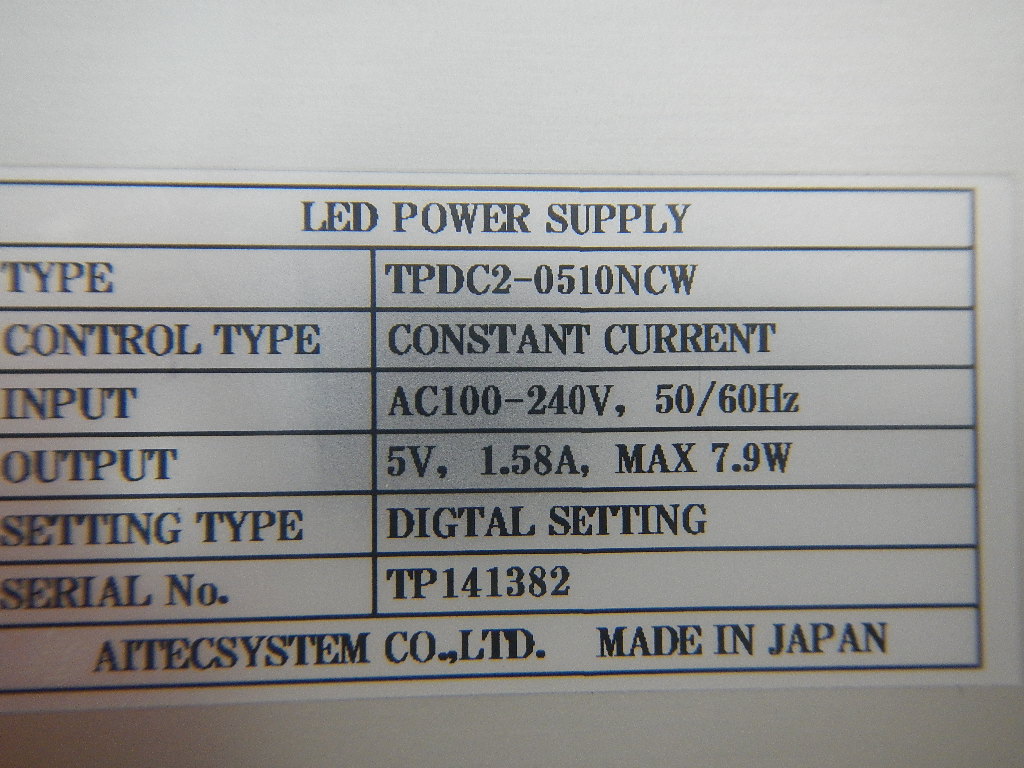 LED POWER SUPPLY
TYPE TPDC2-0510NCW
CONTROL TYPE CONSTANT CURRENT
INPUT AC100-240V, 50/60Hz
OUTPUT 5V, 1.58A, MAX 7.9W
SETTING TYPE DIGTAL SETTING
SERIAL No. TP141382
AITECSYSTEM CO.,LTD. MADE IN JAPAN